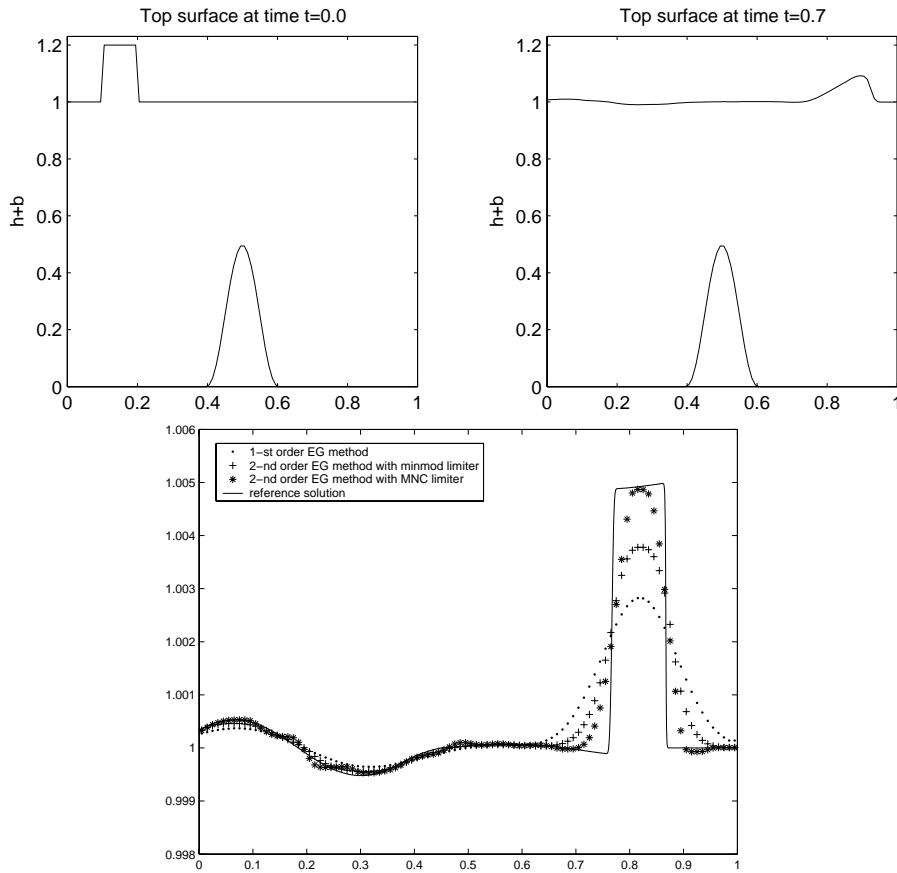 Top surface at time t=0.0
1.2
1
0.8
0.6
0.4
0.2
0
h+b
0 0.2 0.4 0.6 0.8 1
Top surface at time t=0.7
1.2
1
0.8
0.6
0.4
0.2
0
h+b
0 0.2 0.4 0.6 0.8 1
1.006
1.005
1.004
1.003
1.002
1.001
1
0.999
0.998
1-st order EG method
2-nd order EG method with minmod limiter
2-nd order EG method with MNC limiter
reference solution
0 0.1 0.2 0.3 0.4 0.5 0.6 0.7 0.8 0.9 1